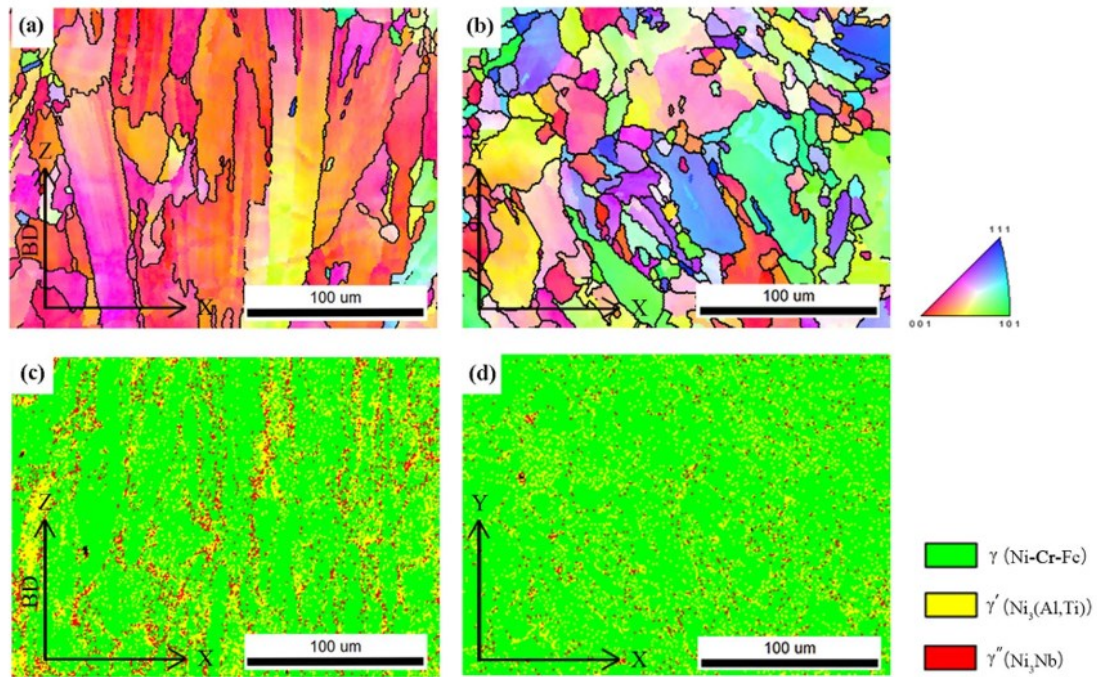 (a)
(b)
Z
BD
X
100 um
Y
X
100 um
111
001
101
(c)
(d)
Z
BD
X
100 um
Y
X
100 um
γ (Ni-Cr-Fe)
γ′ (Ni₃(Al,Ti))
γ″ (Ni₃Nb)